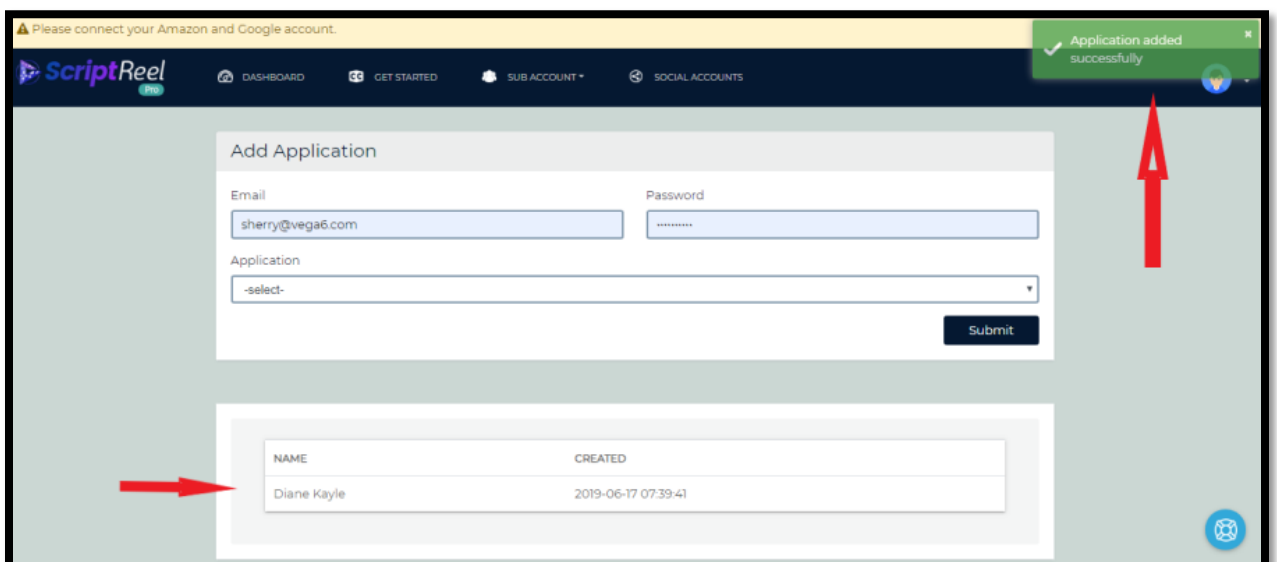 Please connect your Amazon and Google account.
Application added
successfully
×
ScriptReel
Pro
DASHBOARD
GET STARTED
SUB ACCOUNT
SOCIAL ACCOUNTS
Add Application
Email
Password
sherry@vega6.com
··········
Application
-select-
Submit
NAME CREATED
Diane Kayle 2019-06-17 07:39:41